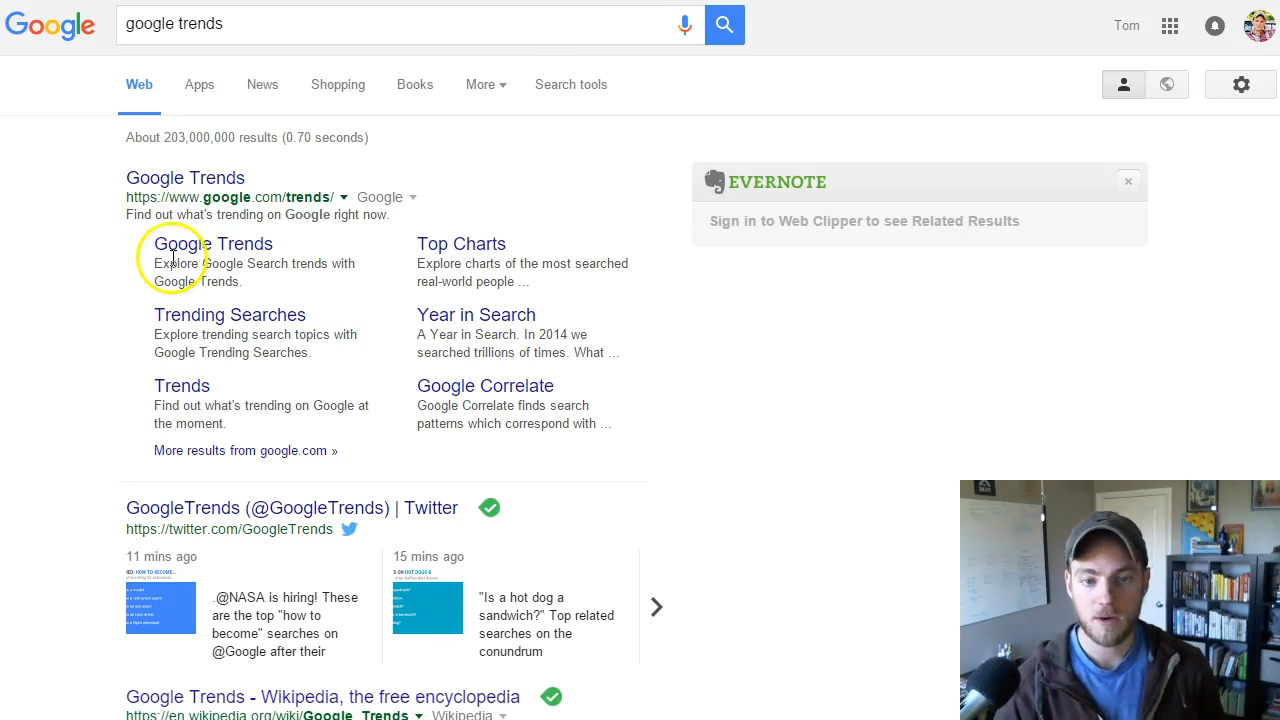 Google
google trends
Tom
Web Apps News Shopping Books More Search tools
About 203,000,000 results (0.70 seconds)
Google Trends
https://www.google.com/trends/ Google
Find out what's trending on Google right now.
Google Trends
Explore Google Search trends with
Google Trends.
Top Charts
Explore charts of the most searched
real-world people ...
Trending Searches
Explore trending search topics with
Google Trending Searches.
Year in Search
A Year in Search. In 2014 we
searched trillions of times. What ...
Trends
Find out what's trending on Google at
the moment.
Google Correlate
Google Correlate finds search
patterns which correspond with ...
More results from google.com »
GoogleTrends (@GoogleTrends) | Twitter
https://twitter.com/GoogleTrends
11 mins ago
.@NASA is hiring! These
are the top "how to
become" searches on
@Google after their
15 mins ago
"Is a hot dog a
sandwich?" Top related
searches on the
conundrum
Google Trends - Wikipedia, the free encyclopedia
https://en.wikipedia.org/wiki/Google_Trends Wikipedia
EVERNOTE
×
Sign in to Web Clipper to see Related Results